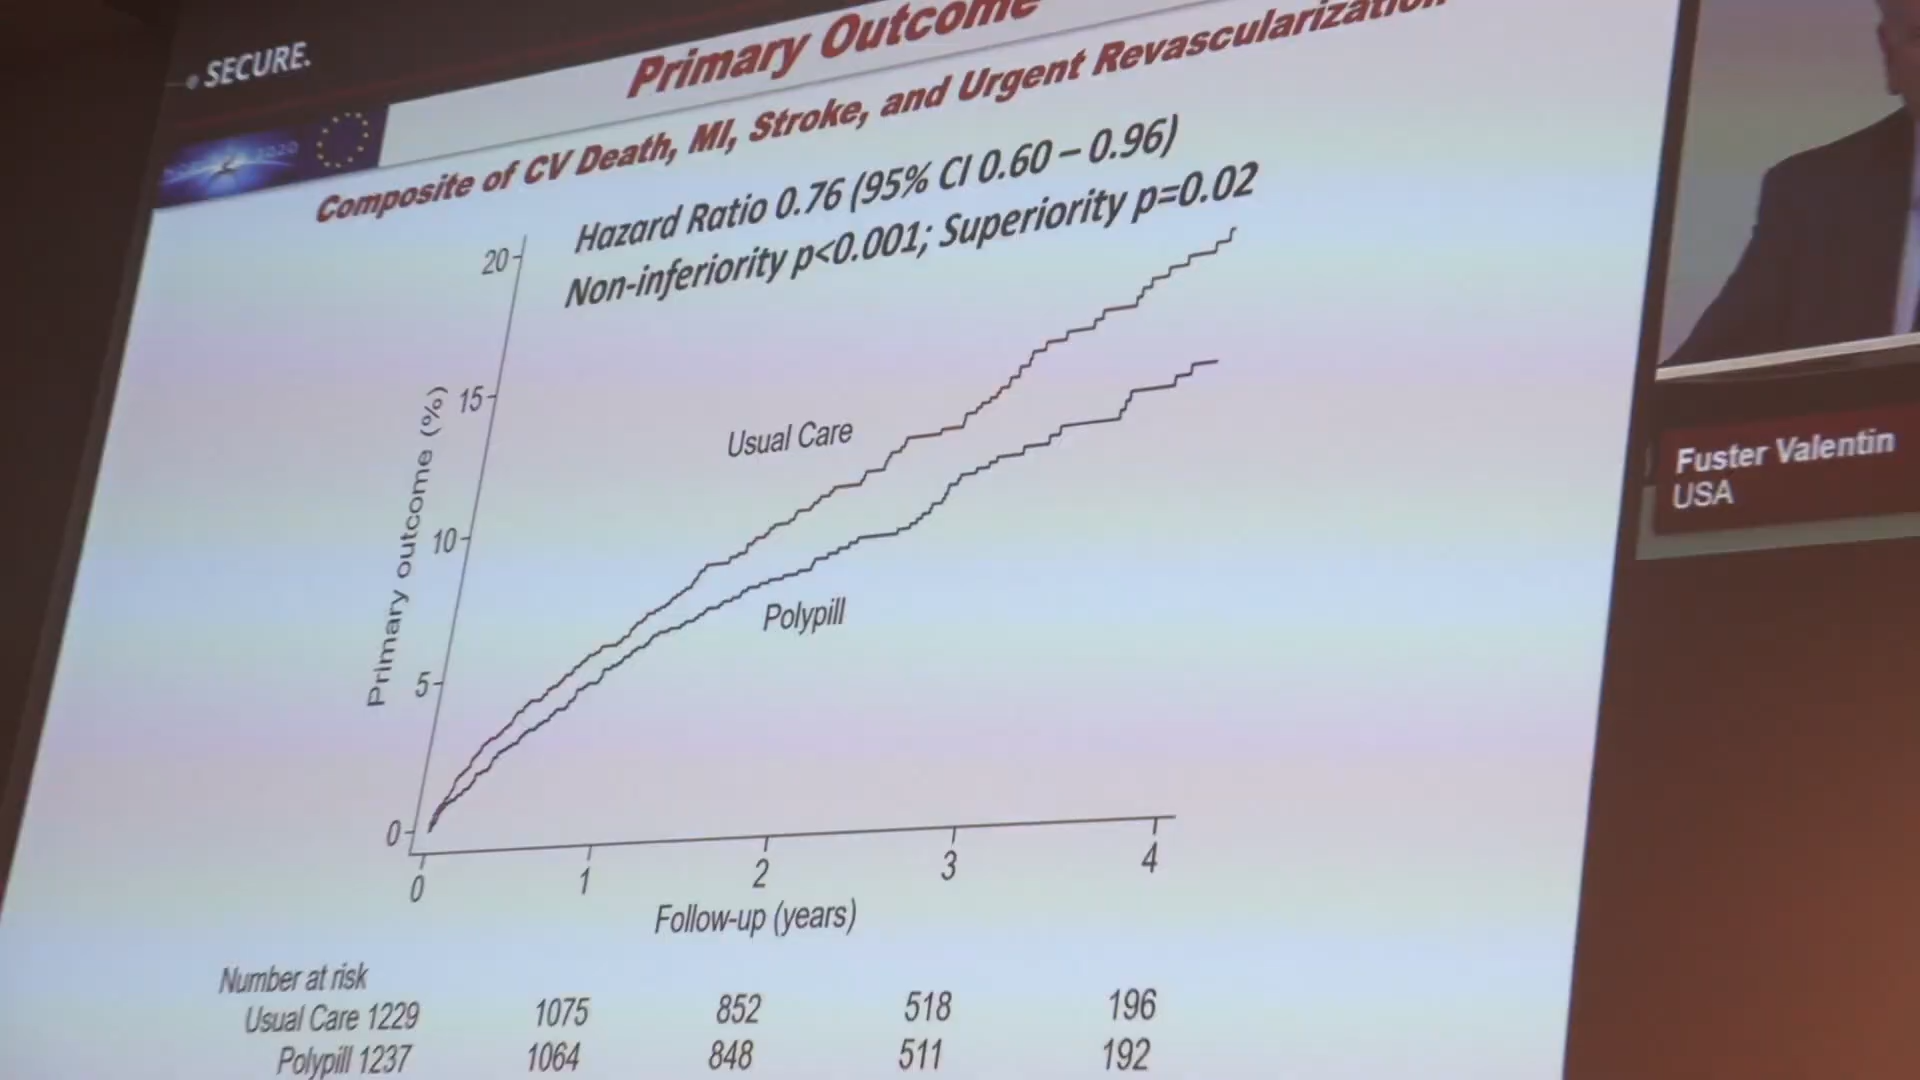 SECURE.
Primary Outcome
Composite of CV Death, MI, Stroke, and Urgent Revascularization
Hazard Ratio 0.76 (95% CI 0.60 – 0.96)
Non-inferiority p<0.001; Superiority p=0.02
20
15
10
5
0
Primary outcome (%)
Usual Care
Polypill
0 1 2 3 4
Follow-up (years)
Number at risk
Usual Care 1229 1075 852 518 196
Polypill 1237 1064 848 511 192
Fuster Valentin
USA